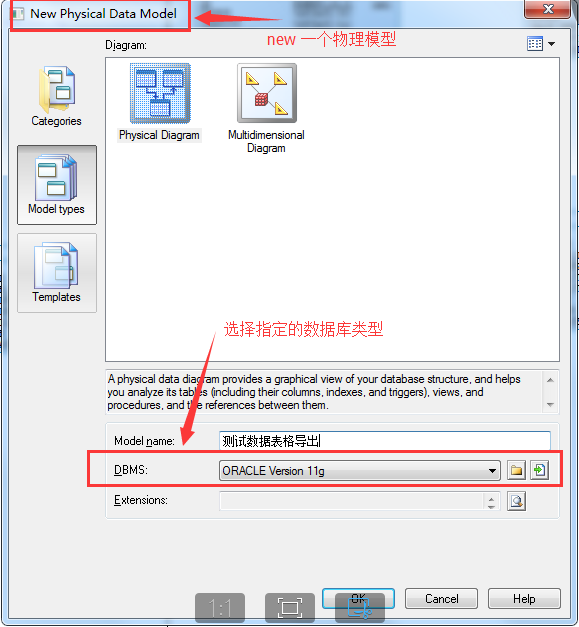 New Physical Data Model
new 一个物理模型
Diagram:
Categories
Physical Diagram
Multidimensional
Diagram
Model types
Templates
选择指定的数据库类型
A physical data diagram provides a graphical view of your database structure, and helps
you analyze its tables (including their columns, indexes, and triggers), views, and
procedures, and the references between them.
Model name:
测试数据表格导出
DBMS:
ORACLE Version 11g
Extensions:
1:1
OK
Cancel
Help